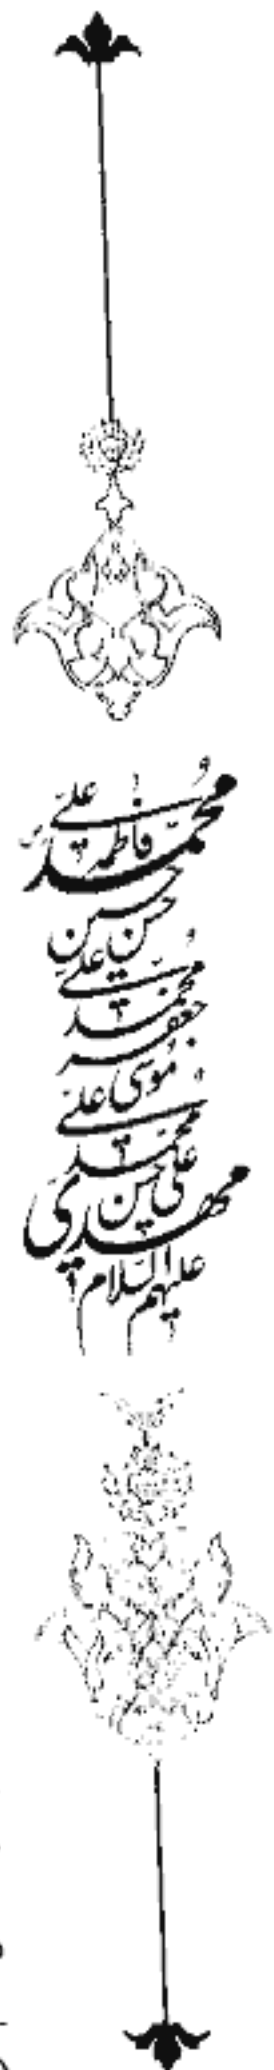 محمد علی فاطمه
حسن حسین
علی محمد
جعفر
موسی علی
محمد
علی حسن
مهدی
علیهم السلام